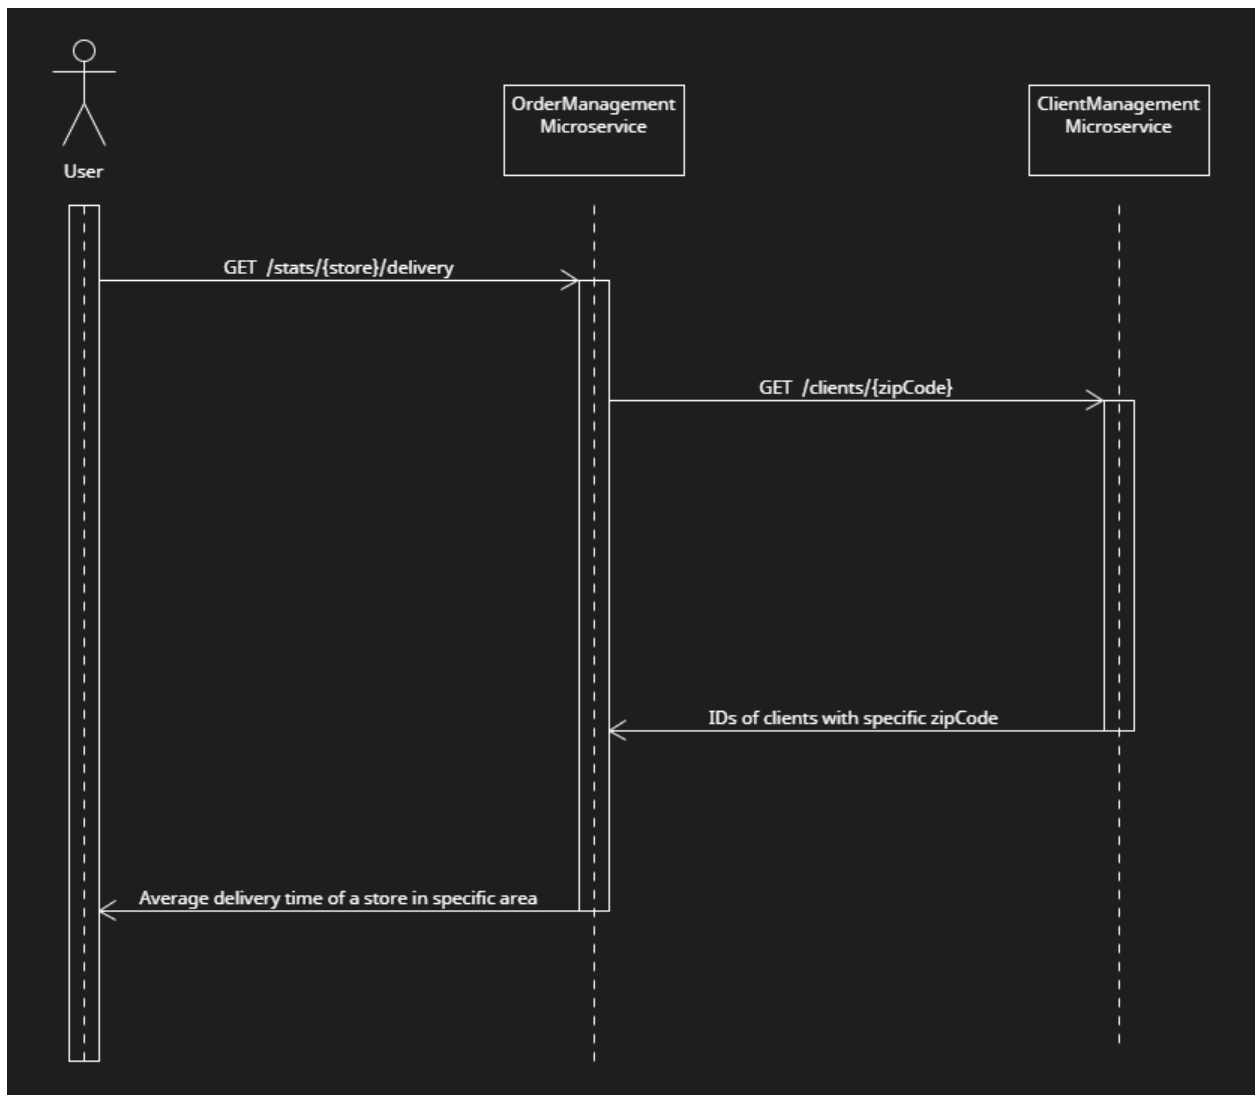 OrderManagement
Microservice
ClientManagement
Microservice
User
GET /stats/{store}/delivery
GET /clients/{zipCode}
IDs of clients with specific zipCode
Average delivery time of a store in specific area